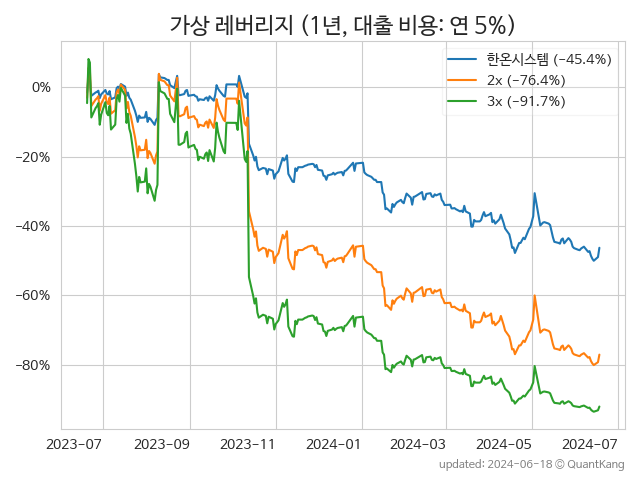 가상 레버리지 (1년, 대출 비용: 연 5%)
한온시스템 (−45.4%)
2x (−76.4%)
3x (−91.7%)
0%
−20%
−40%
−60%
−80%
2023-07 2023-09 2023-11 2024-01 2024-03 2024-05 2024-07
updated: 2024-06-18 © QuantKang